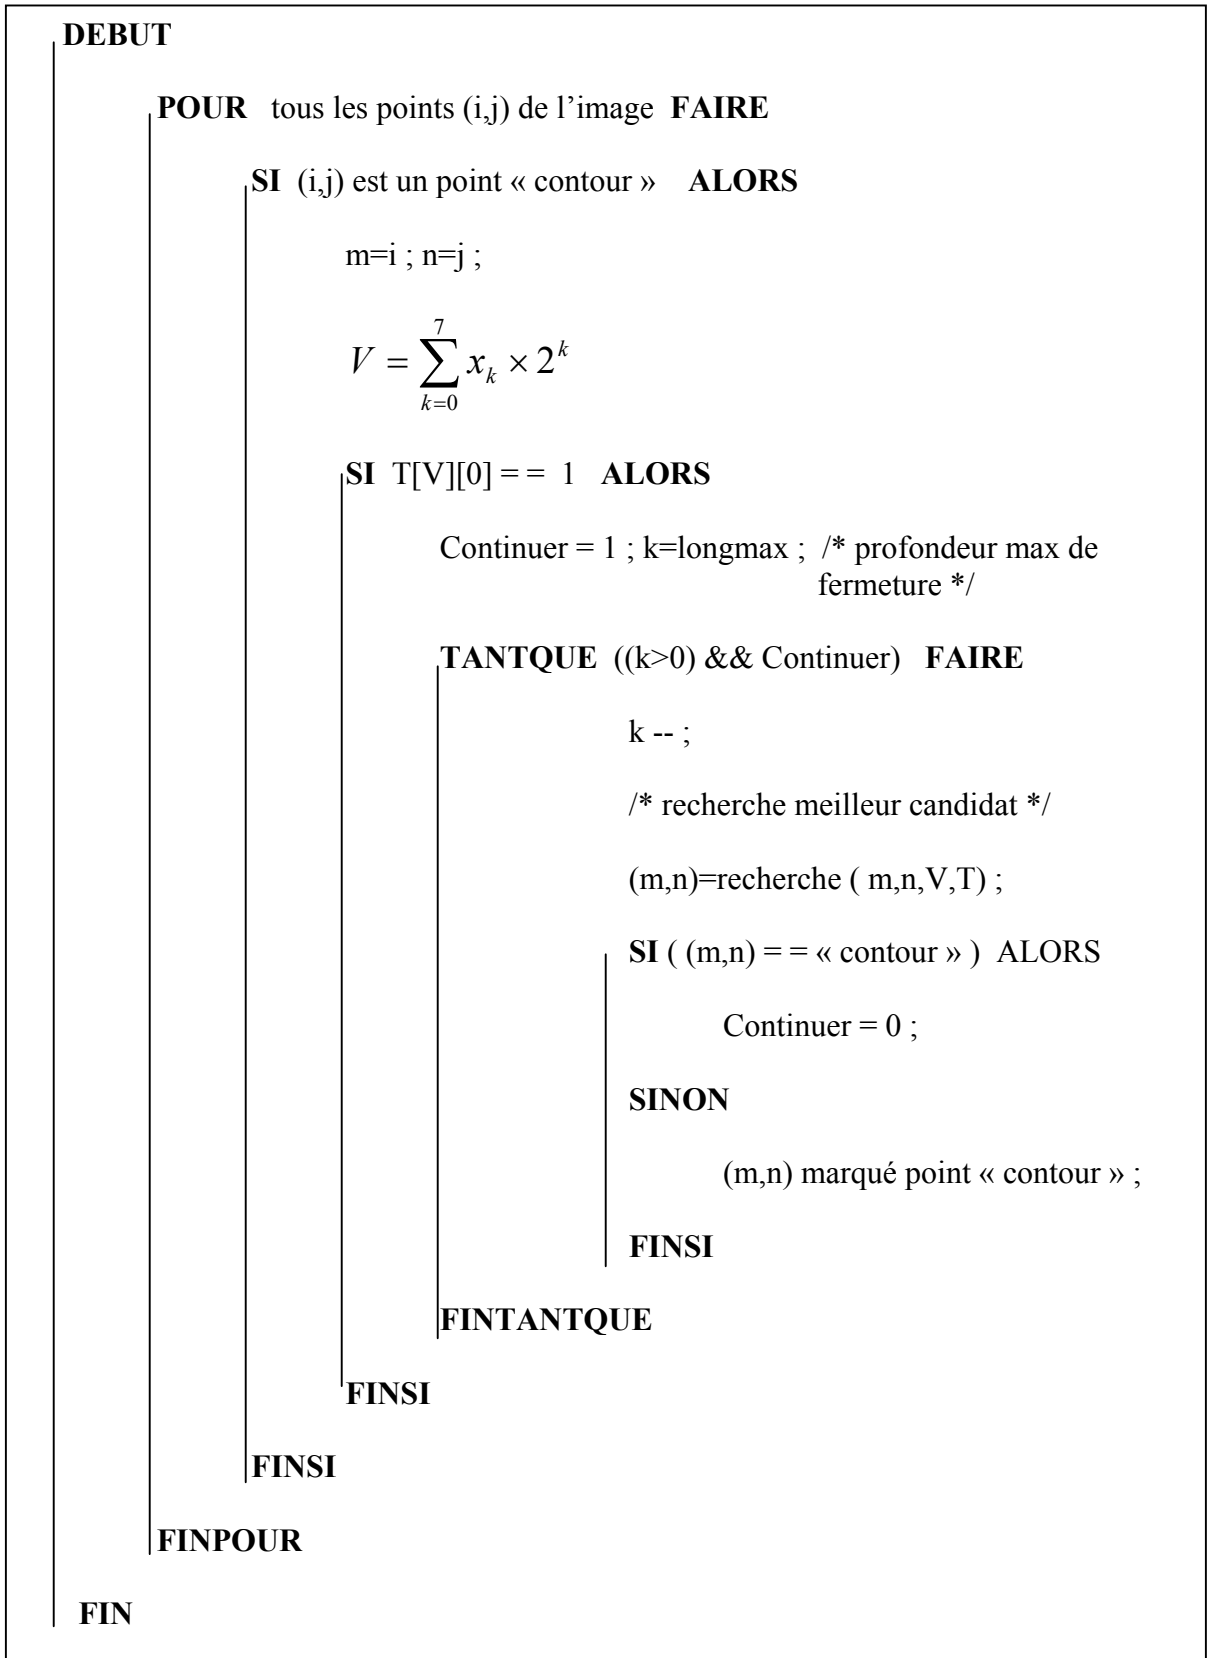 DEBUT
POUR tous les points (i,j) de l’image FAIRE
SI (i,j) est un point « contour » ALORS
m=i ; n=j ;
V = \sum_{k=0}^{7} x_k × 2^k
SI T[V][0] = = 1 ALORS
Continuer = 1 ; k=longmax ; /* profondeur max de
fermeture */
TANTQUE ((k>0) && Continuer) FAIRE
k -- ;
/* recherche meilleur candidat */
(m,n)=recherche ( m,n,V,T) ;
SI ( (m,n) = = « contour » ) ALORS
Continuer = 0 ;
SINON
(m,n) marqué point « contour » ;
FINSI
FINTANTQUE
FINSI
FINSI
FINPOUR
FIN